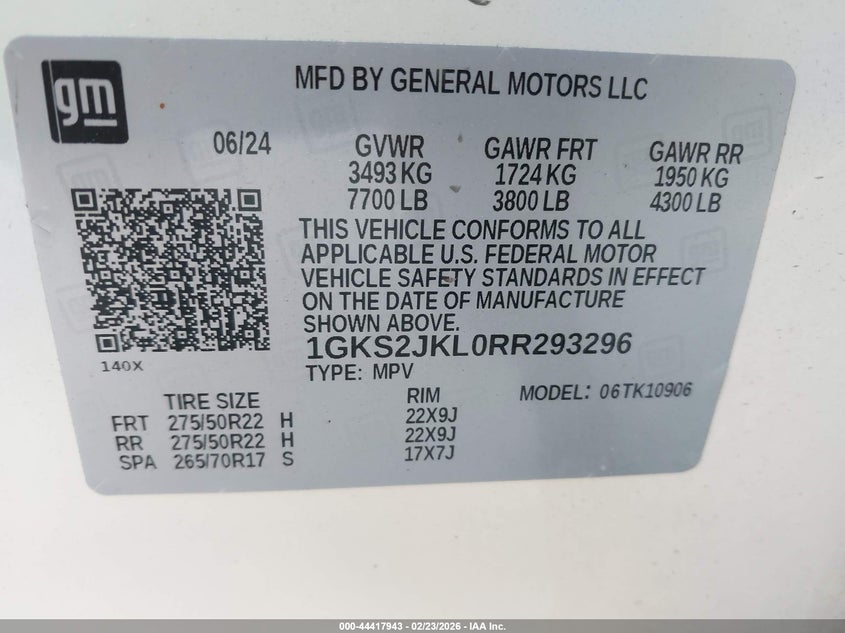 gm
MFD BY GENERAL MOTORS LLC
06/24 GVWR GAWR FRT GAWR RR
3493 KG 1724 KG 1950 KG
7700 LB 3800 LB 4300 LB
THIS VEHICLE CONFORMS TO ALL
APPLICABLE U.S. FEDERAL MOTOR
VEHICLE SAFETY STANDARDS IN EFFECT
ON THE DATE OF MANUFACTURE
SHOWN ABOVE.
1GKS2JKL0RR293296
140X
TYPE: MPV
TIRE SIZE RIM MODEL: 06TK10906
FRT 275/50R22 H 22X9J
RR 275/50R22 H 22X9J
SPA 265/70R17 S 17X7J
000-44417943 - 02/23/2026 - IAA Inc.